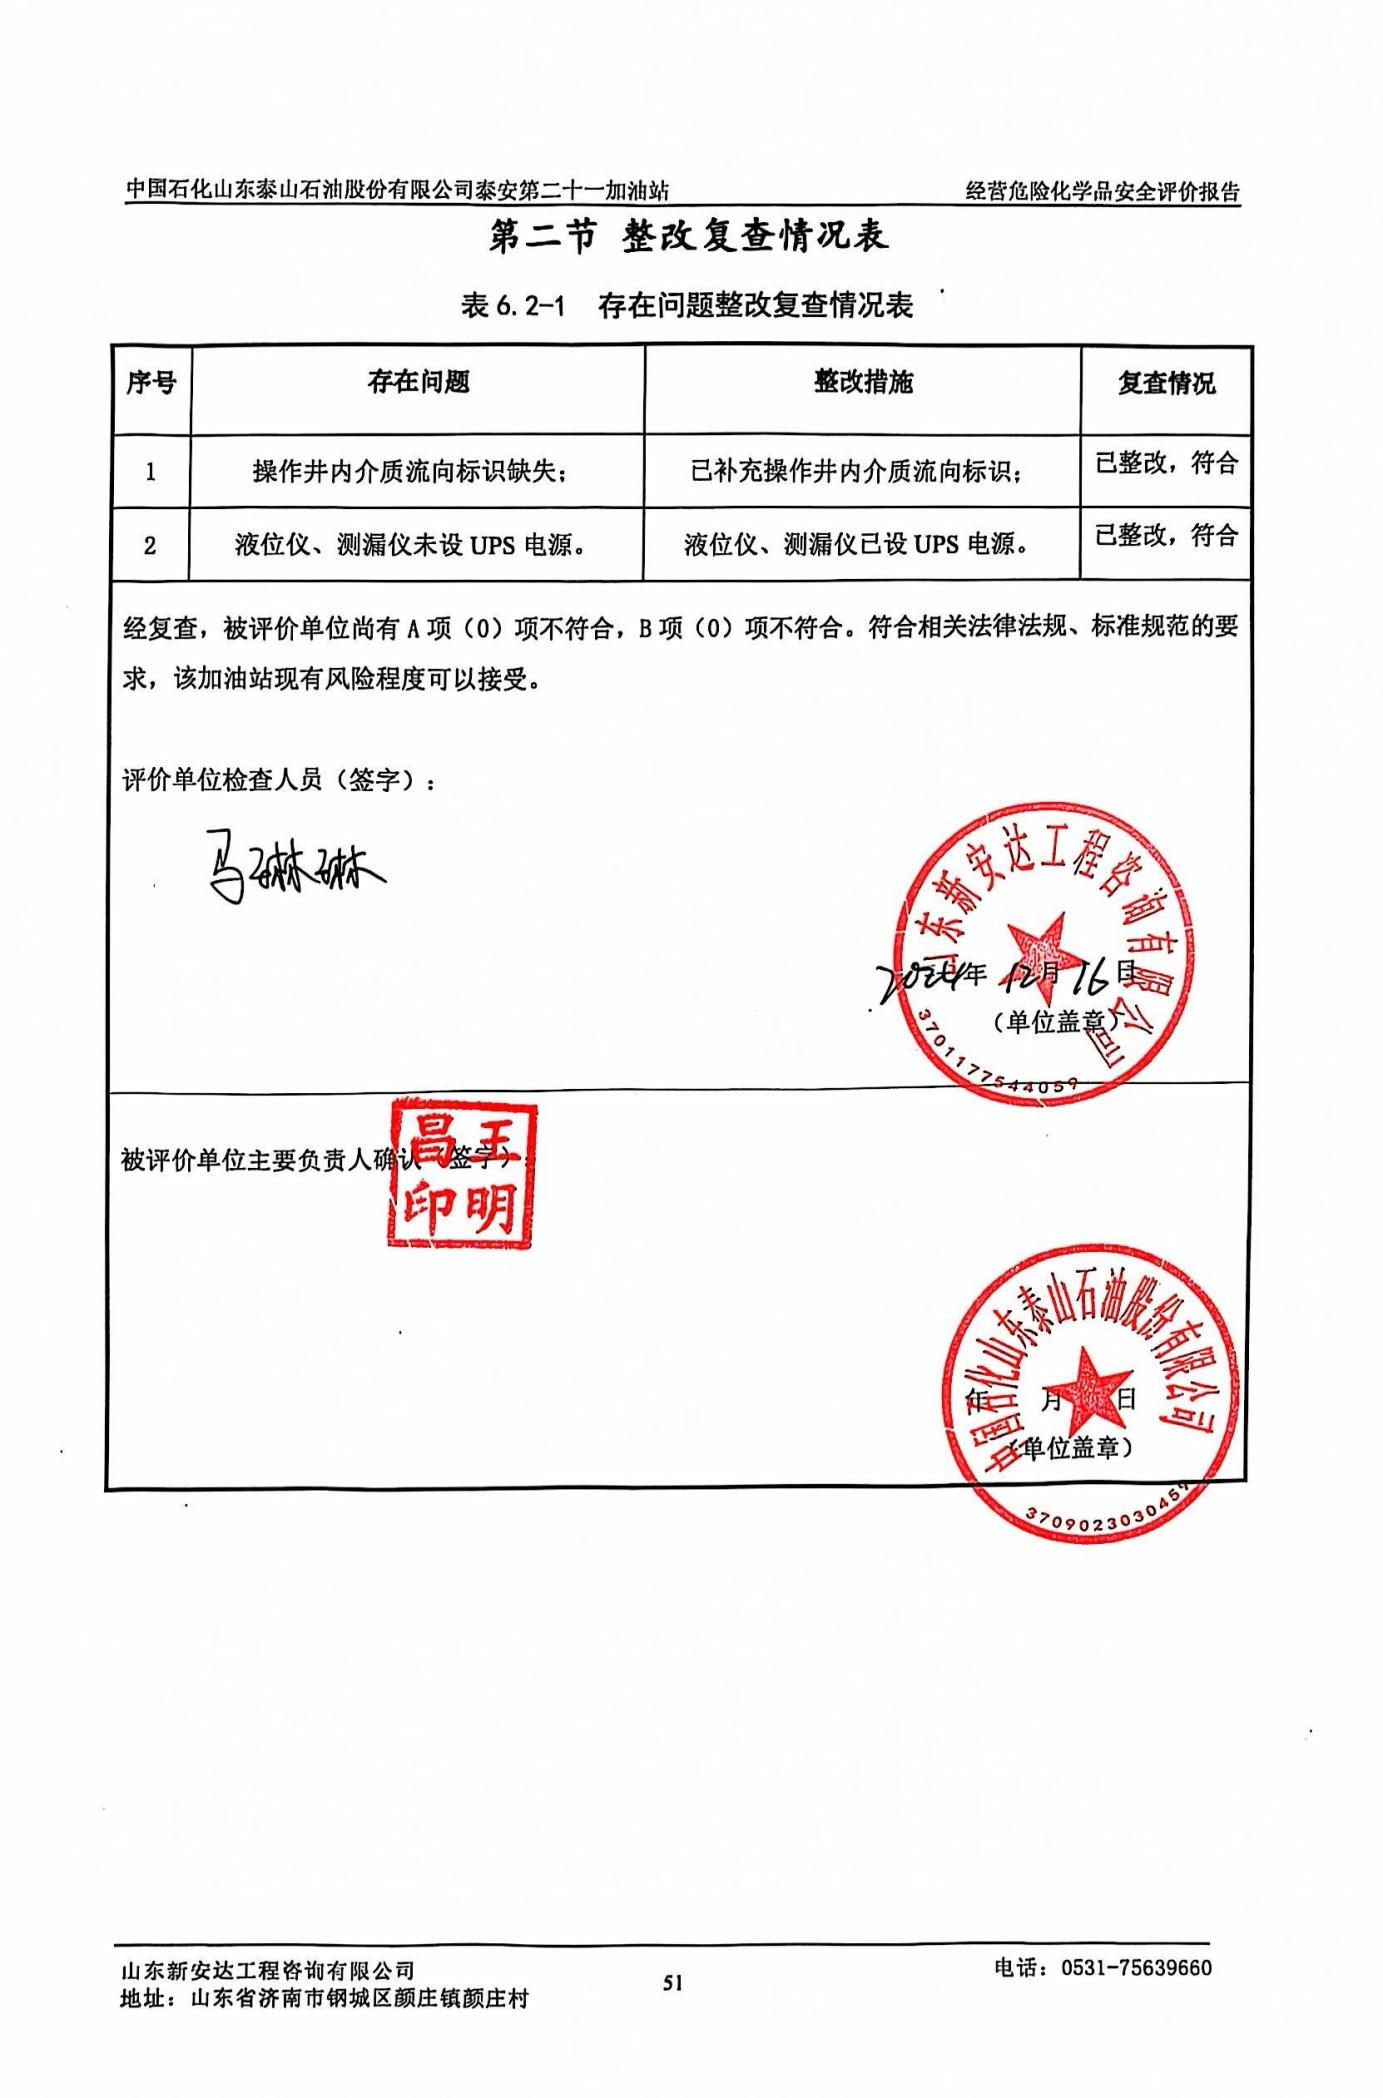 中国石化山东泰山石油股份有限公司泰安第二十一加油站 经营危险化学品安全评价报告
第二节 整改复查情况表
表 6.2-1 存在问题整改复查情况表
序号 存在问题 整改措施 复查情况
1 操作井内介质流向标识缺失； 已补充操作井内介质流向标识； 已整改，符合
2 液位仪、测漏仪未设 UPS 电源。 液位仪、测漏仪已设 UPS 电源。 已整改，符合
经复查，被评价单位尚有 A 项（0）项不符合，B 项（0）项不符合。符合相关法律法规、标准规范的要
求，该加油站现有风险程度可以接受。
评价单位检查人员（签字）：
马琳琳
山东新安达工程咨询有限公司
2024年 12月 16日
（单位盖章）
3701177544059
被评价单位主要负责人确认（签字）：
王明昌印
中国石化山东泰山石油股份有限公司
年 月 日
（单位盖章）
3709023030459
山东新安达工程咨询有限公司 电话：0531-75639660
地址：山东省济南市钢城区颜庄镇颜庄村
51